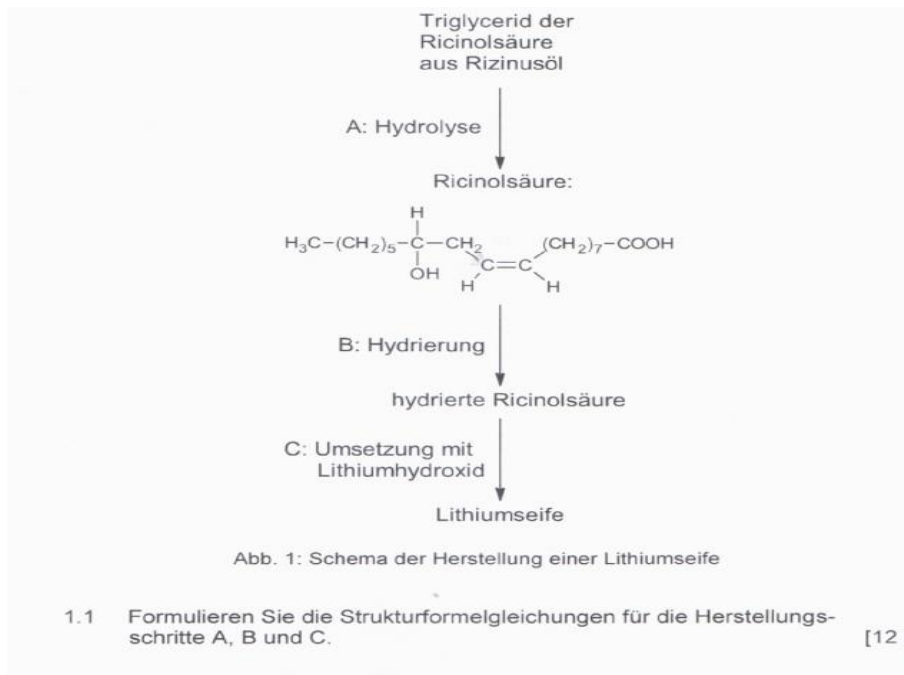 Triglycerid der
Ricinolsäure
aus Rizinusöl
A: Hydrolyse
Ricinolsäure:
H
H₃C–(CH₂)₅–C–CH₂ (CH₂)₇–COOH
OH C=C
H H
B: Hydrierung
hydrierte Ricinolsäure
C: Umsetzung mit
Lithiumhydroxid
Lithiumseife
Abb. 1: Schema der Herstellung einer Lithiumseife
1.1 Formulieren Sie die Strukturformelgleichungen für die Herstellungs-
schritte A, B und C. [12